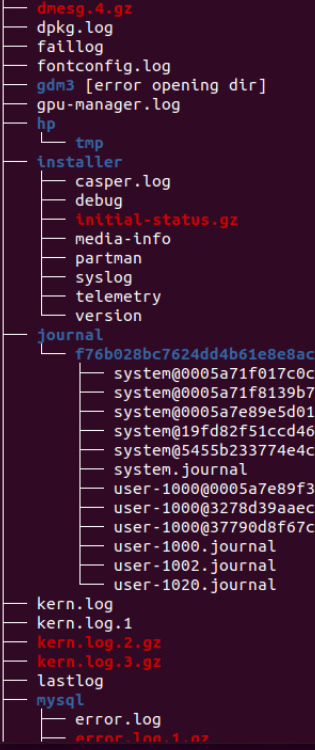 dmesg.4.gz
dpkg.log
faillog
fontconfig.log
gdm3 [error opening dir]
gpu-manager.log
hp
tmp
installer
casper.log
debug
initial-status.gz
media-info
partman
syslog
telemetry
version
journal
f76b028bc7624dd4b61e8e8ac
system@0005a71f017c0c
system@0005a71f8139b7
system@0005a7e89e5d01
system@19fd82f51ccd46
system@5455b233774e4c
system.journal
user-1000@0005a7e89f3
user-1000@3278d39aaec
user-1000@37790d8f67c
user-1000.journal
user-1002.journal
user-1020.journal
kern.log
kern.log.1
kern.log.2.gz
kern.log.3.gz
lastlog
mysql
error.log
error.log.1.gz